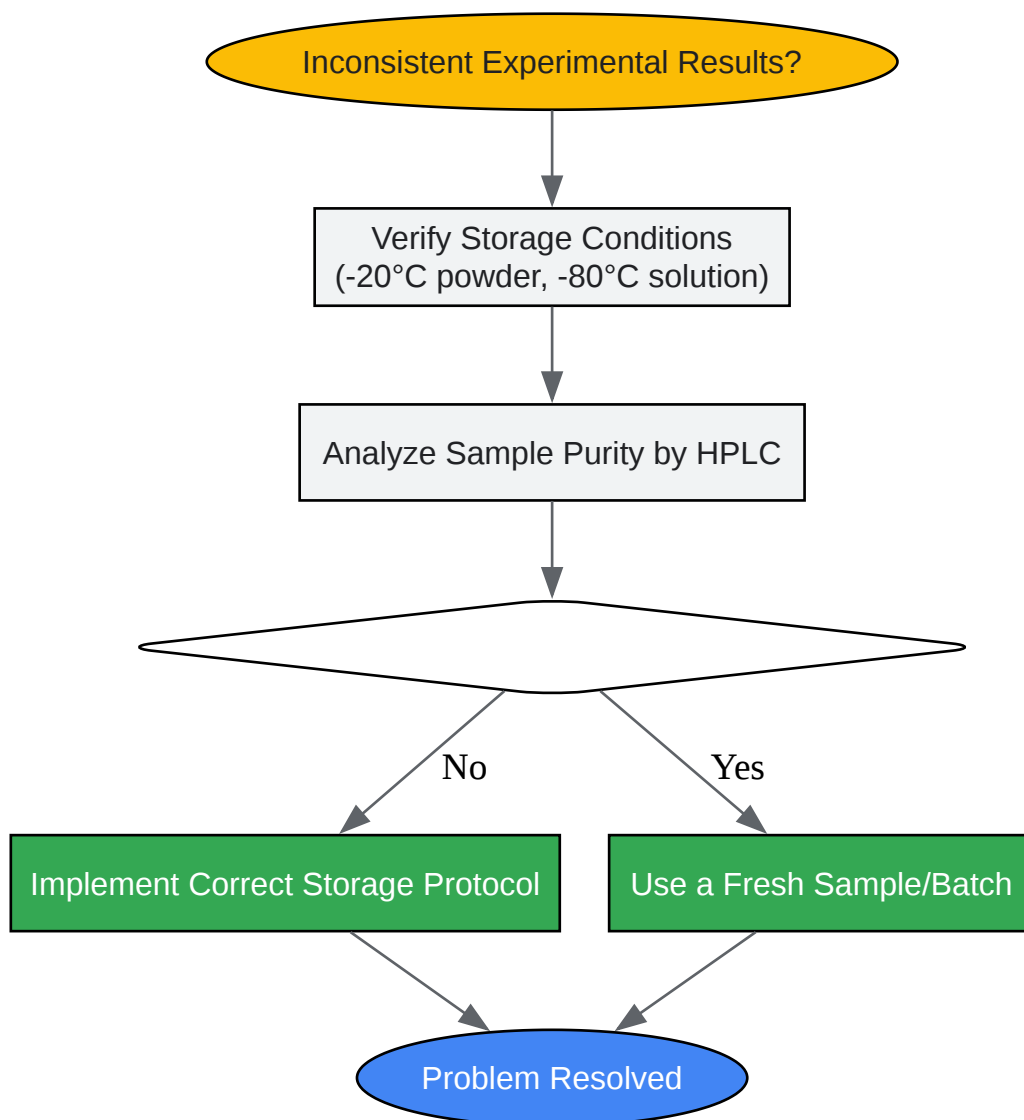 Inconsistent Experimental Results?
Verify Storage Conditions
(-20°C powder, -80°C solution)
Analyze Sample Purity by HPLC
No
Yes
Implement Correct Storage Protocol
Use a Fresh Sample/Batch
Problem Resolved